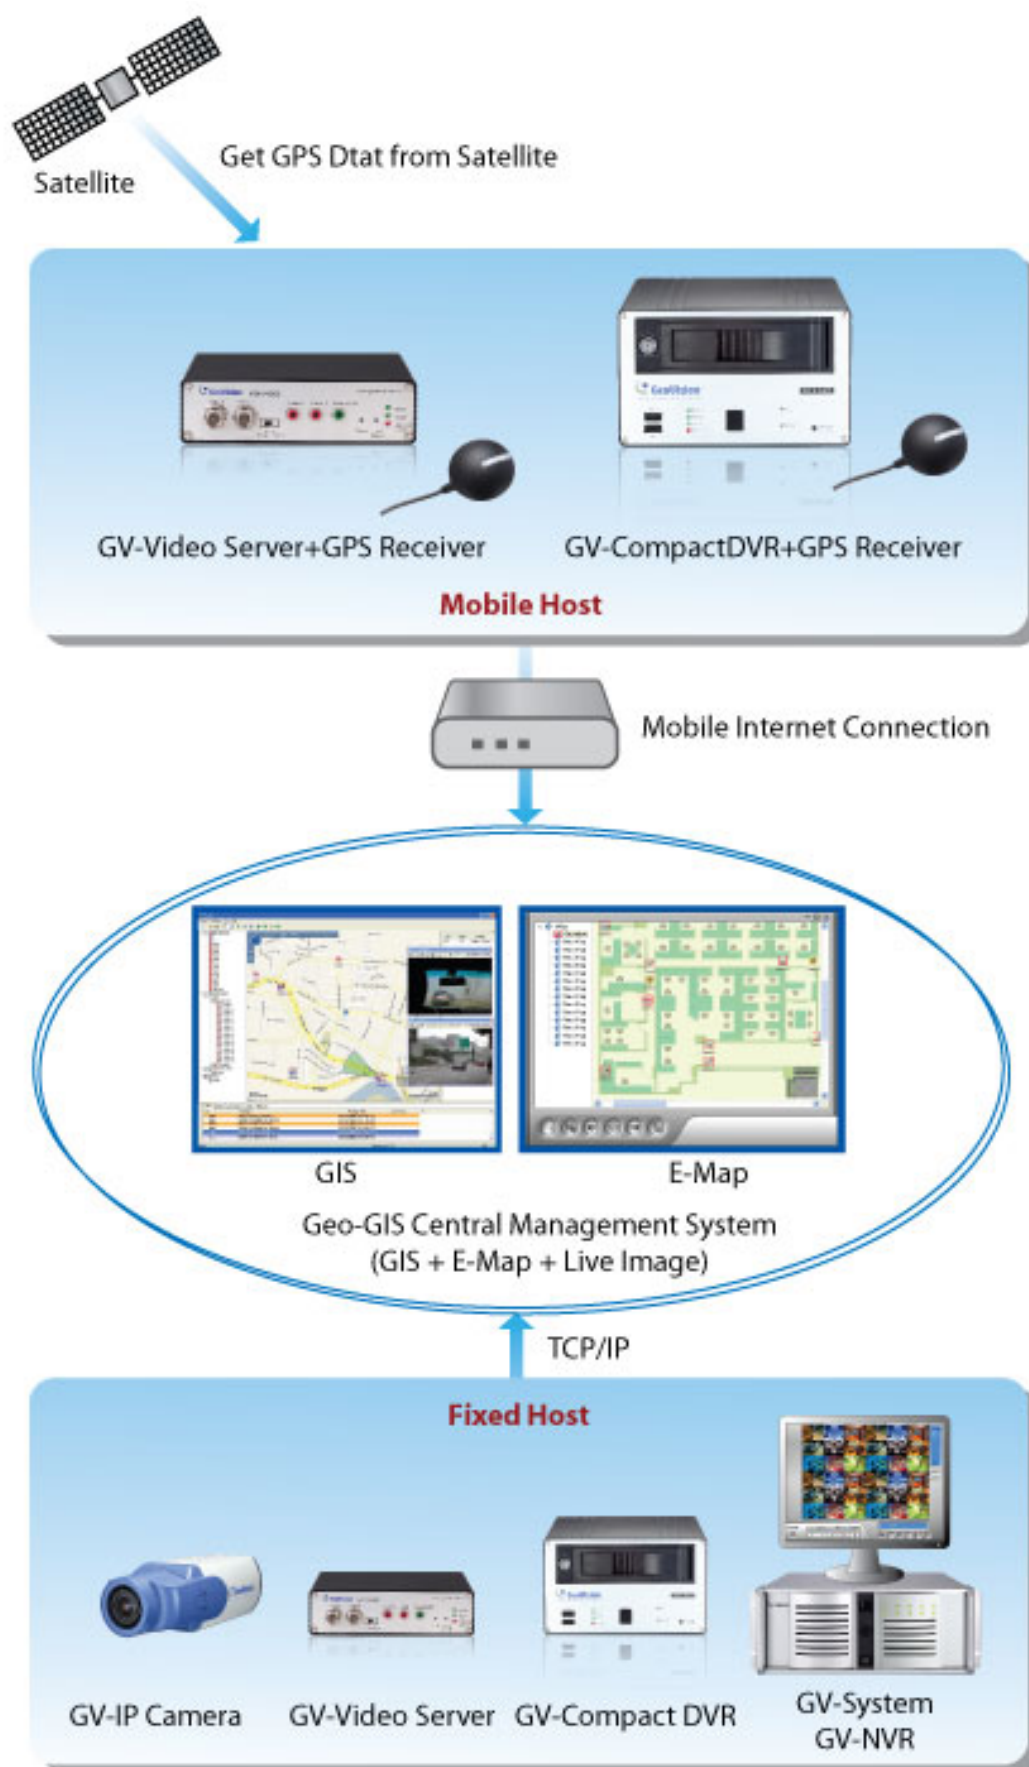 Get GPS Dtat from Satellite
Satellite
GeoVision
GeoVision
GV-Video Server+GPS Receiver
GV-CompactDVR+GPS Receiver
Mobile Host
Mobile Internet Connection
GIS
E-Map
Geo-GIS Central Management System
(GIS + E-Map + Live Image)
TCP/IP
Fixed Host
GV-IP Camera
GV-Video Server
GV-Compact DVR
GV-System
GV-NVR